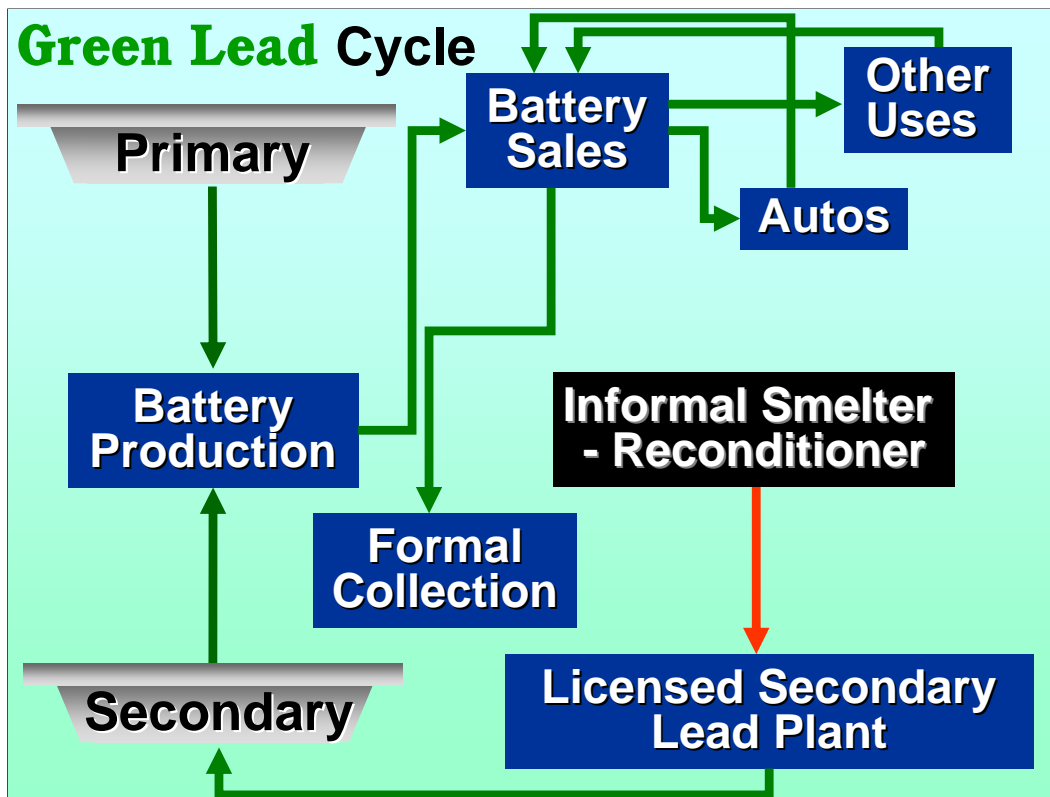 Green Lead Cycle
Primary
Battery
Sales
Other
Uses
Autos
Battery
Production
Informal Smelter
- Reconditioner
Formal
Collection
Secondary
Licensed Secondary
Lead Plant